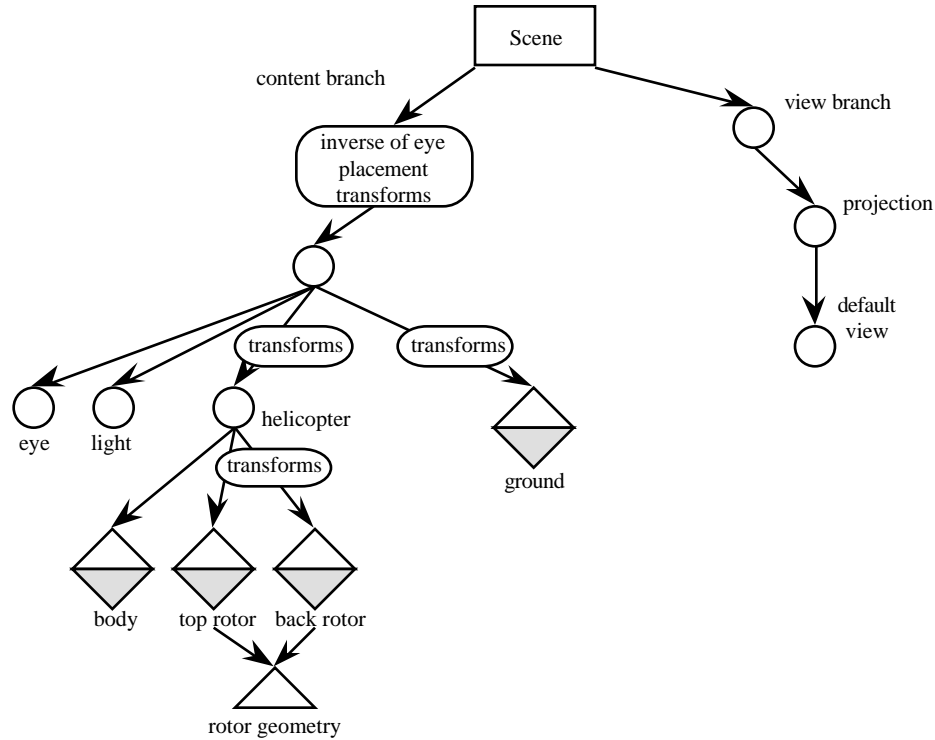 Scene
content branch
view branch
inverse of eye
placement
transforms
projection
default
view
transforms
transforms
eye
light
helicopter
transforms
ground
body
top rotor
back rotor
rotor geometry